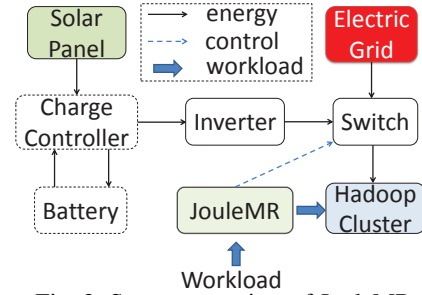 Solar
Panel
energy
control
workload
Electric
Grid
Charge
Controller
Inverter
Switch
Battery
JouleMR
Hadoop
Cluster
Workload